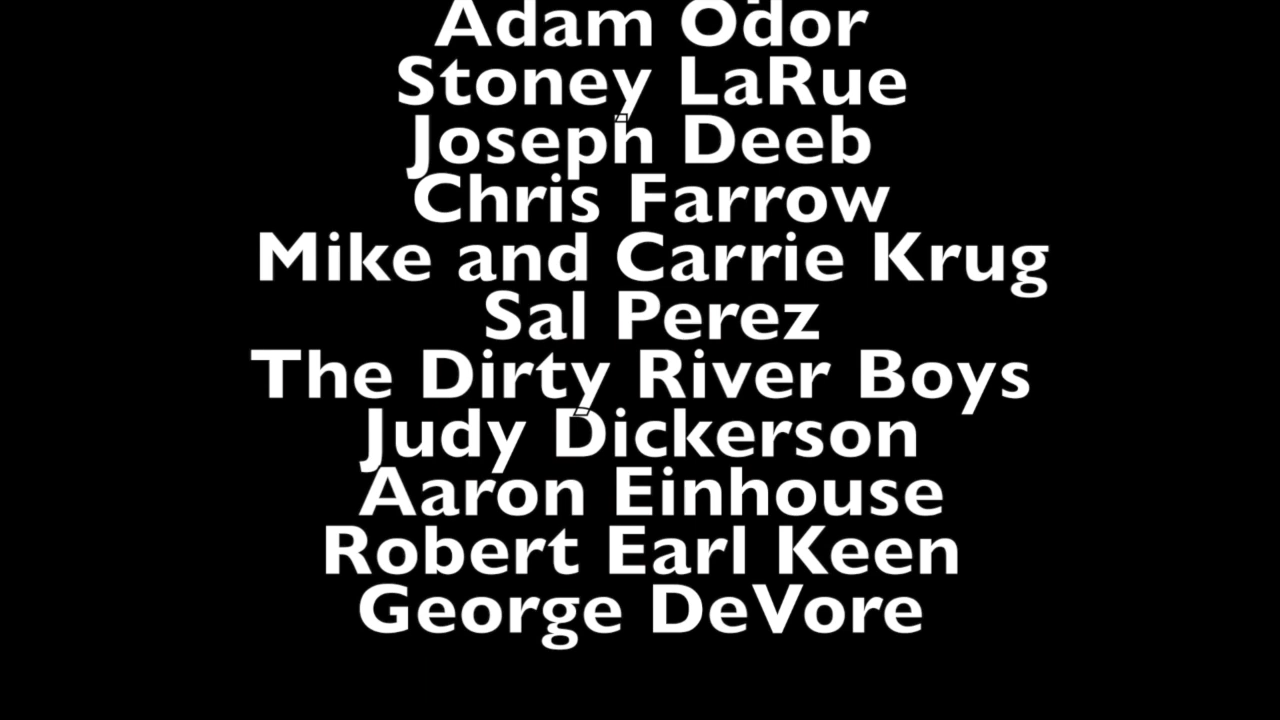 Adam Odor
Stoney LaRue
Joseph Deeb
Chris Farrow
Mike and Carrie Krug
Sal Perez
The Dirty River Boys
Judy Dickerson
Aaron Einhouse
Robert Earl Keen
George DeVore